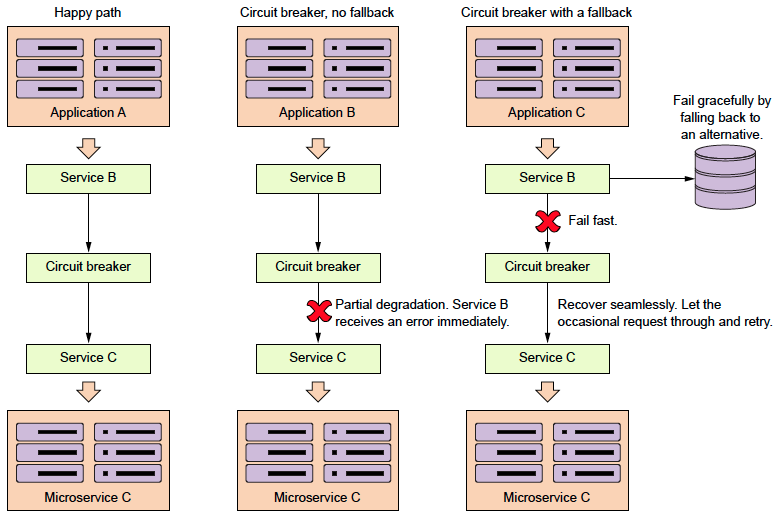 Happy path
Circuit breaker, no fallback
Circuit breaker with a fallback
Application A
Application B
Application C
Fail gracefully by
falling back to
an alternative.
Service B
Service B
Service B
Fail fast.
Circuit breaker
Circuit breaker
Circuit breaker
Partial degradation. Service B
receives an error immediately.
Recover seamlessly. Let the
occasional request through and retry.
Service C
Service C
Service C
Microservice C
Microservice C
Microservice C